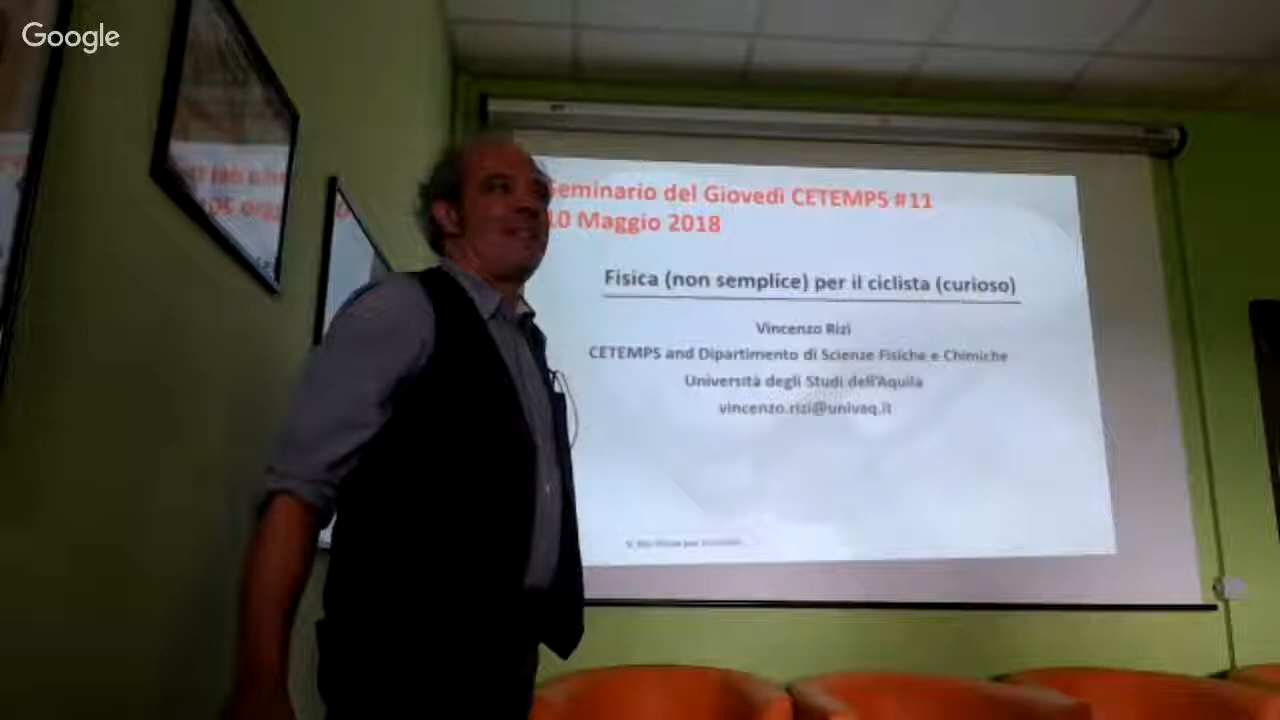 Google
Seminario del Giovedì CETEMPS #11
10 Maggio 2018
Fisica (non semplice) per il ciclista (curioso)
Vincenzo Rizi
CETEMPS and Dipartimento di Scienze Fisiche e Chimiche
Università degli Studi dell'Aquila
vincenzo.rizi@univaq.it